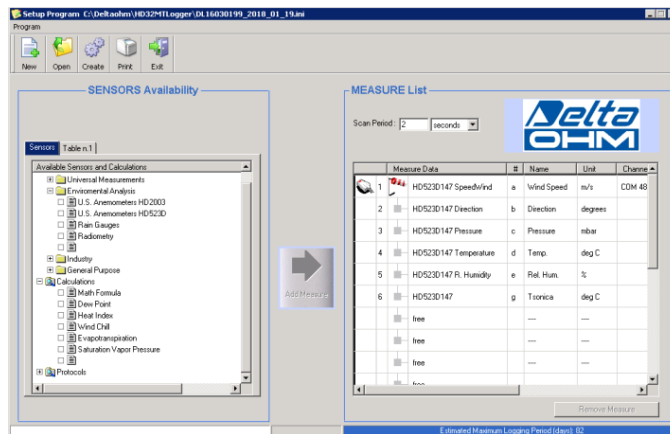 Setup Program C:\Deltaohm\HD32MTLogger\DL16030199_2018_01_19.ini
Program
New Open Create Print Exit
SENSORS Availability
Sensors Table n.1
Available Sensors and Calculations
Universal Measurements
Enviromental Analysis
U.S. Anemometers HD2003
U.S. Anemometers HD523D
Rain Gauges
Radiometry
Industry
General Purpose
Calculations
Math Formula
Dew Point
Heat Index
Wind Chill
Evapotranspiration
Saturation Vapor Pressure
Protocols
Add Measure
MEASURE List
Scan Period: 2 seconds
Delta
OHM
Measure Data # Name Unit Channe
1 HD523D147 SpeedWind a Wind Speed m/s COM 48
2 HD523D147 Direction b Direction degrees
3 HD523D147 Pressure c Pressure mbar
4 HD523D147 Temperature d Temp. deg C
5 HD523D147 R. Humidity e Rel. Hum. %
6 HD523D147 g Tsonica deg C
free --- ---
free --- ---
free --- ---
free
Remove Measure
Estimated Maximum Logging Period (days): 82